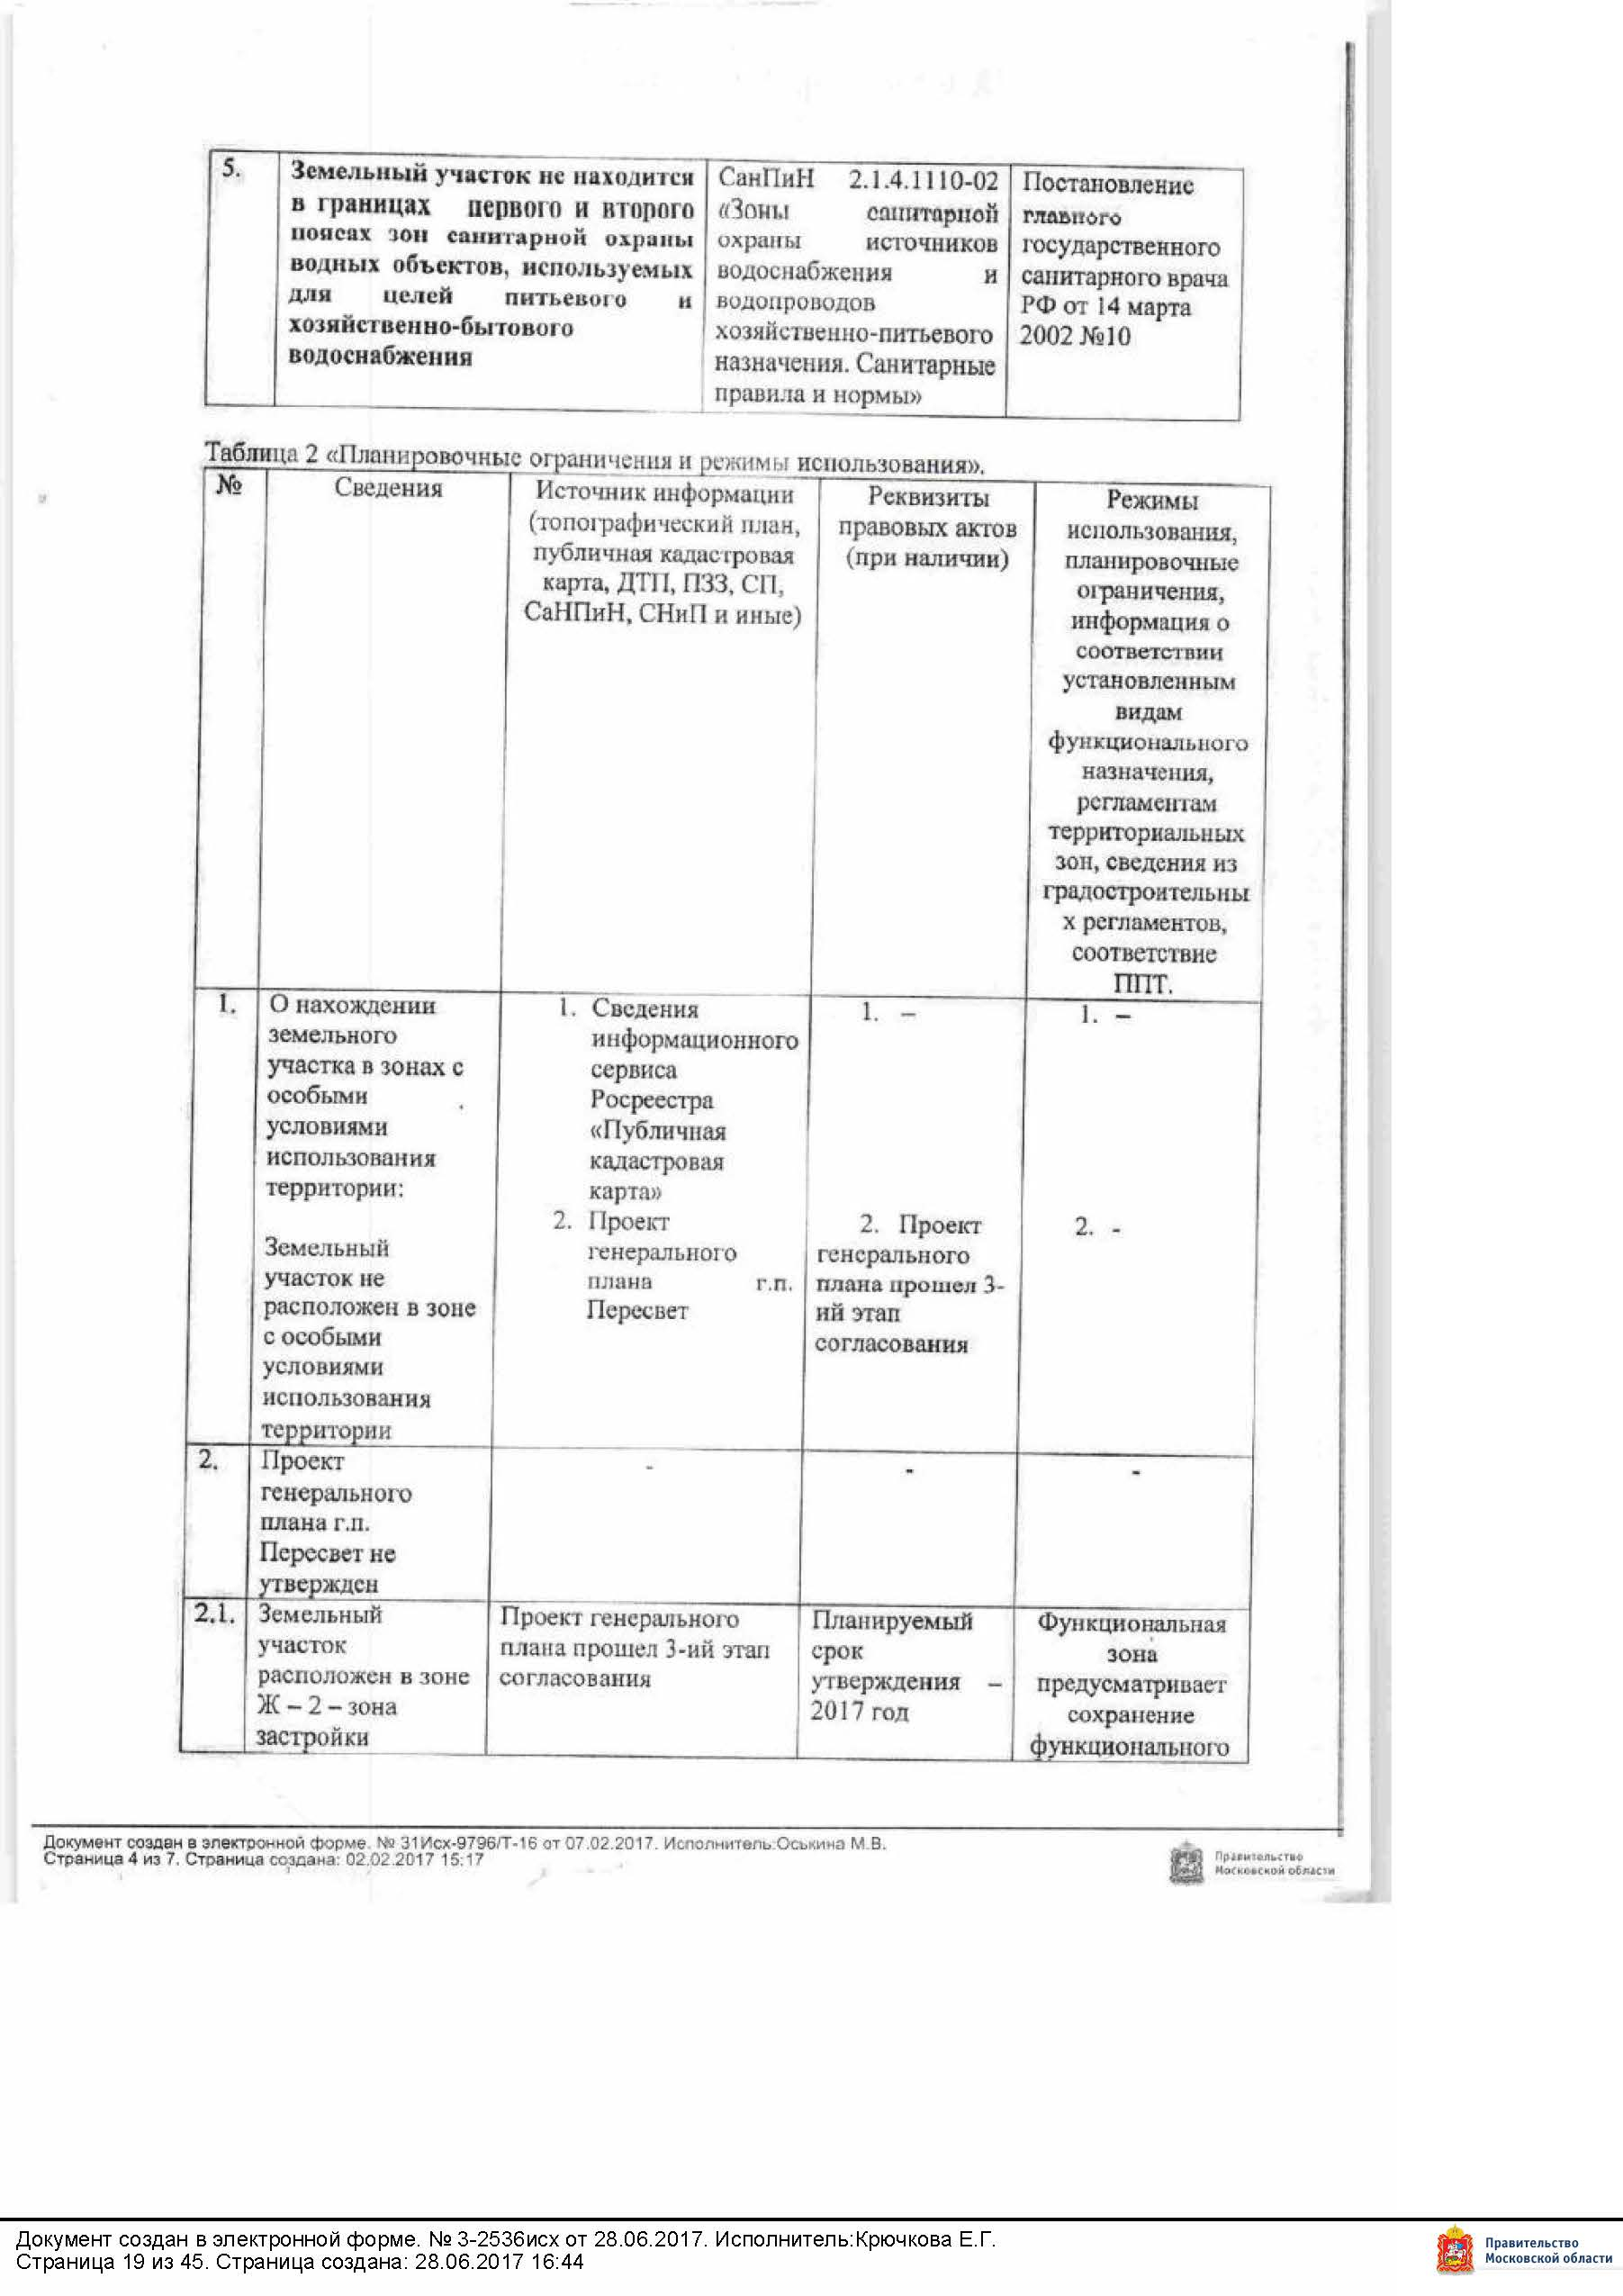 5.
Земельный участок не находится
в границах первого и второго
поясах зон санитарной охраны
водных объектов, используемых
для целей питьевого и
хозяйственно-бытового
водоснабжения
СанПиН 2.1.4.1110-02
«Зоны санитарной
охраны источников
водоснабжения и
водопроводов
хозяйственно-питьевого
назначения. Санитарные
правила и нормы»
Постановление
главного
государственного
санитарного врача
РФ от 14 марта
2002 №10
Таблица 2 «Планировочные ограничения и режимы использования».
№
Сведения
Источник информации
(топографический план,
публичная кадастровая
карта, ДТП, ПЗЗ, СП,
СаНПиН, СНиП и иные)
Реквизиты
правовых актов
(при наличии)
Режимы
использования,
планировочные
ограничения,
информация о
соответствии
установленным
видам
функционального
назначения,
регламентам
территориальных
зон, сведения из
градостроительны
х регламентов,
соответствие
ППТ.
1.
О нахождении
земельного
участка в зонах с
особыми
условиями
использования
территории:
Земельный
участок не
расположен в зоне
с особыми
условиями
использования
территории
1. Сведения
информационного
сервиса
Росреестра
«Публичная
кадастровая
карта»
2. Проект
генерального
плана г.п.
Пересвет
1. –
2. Проект
генерального
плана прошел 3-
ий этап
согласования
1. –
2. -
2.
Проект
генерального
плана г.п.
Пересвет не
утвержден
-
-
-
2.1.
Земельный
участок
расположен в зоне
Ж – 2 – зона
застройки
Проект генерального
плана прошел 3-ий этап
согласования
Планируемый
срок
утверждения –
2017 год
Функциональная
зона
предусматривает
сохранение
функционального
Документ создан в электронной форме. № 31Исх-9796/Т-16 от 07.02.2017. Исполнитель:Оськина М.В.
Страница 4 из 7. Страница создана: 02.02.2017 15:17
Правительство
Московской области
Документ создан в электронной форме. № 3-2536исх от 28.06.2017. Исполнитель:Крючкова Е.Г.
Страница 19 из 45. Страница создана: 28.06.2017 16:44
Правительство
Московской области